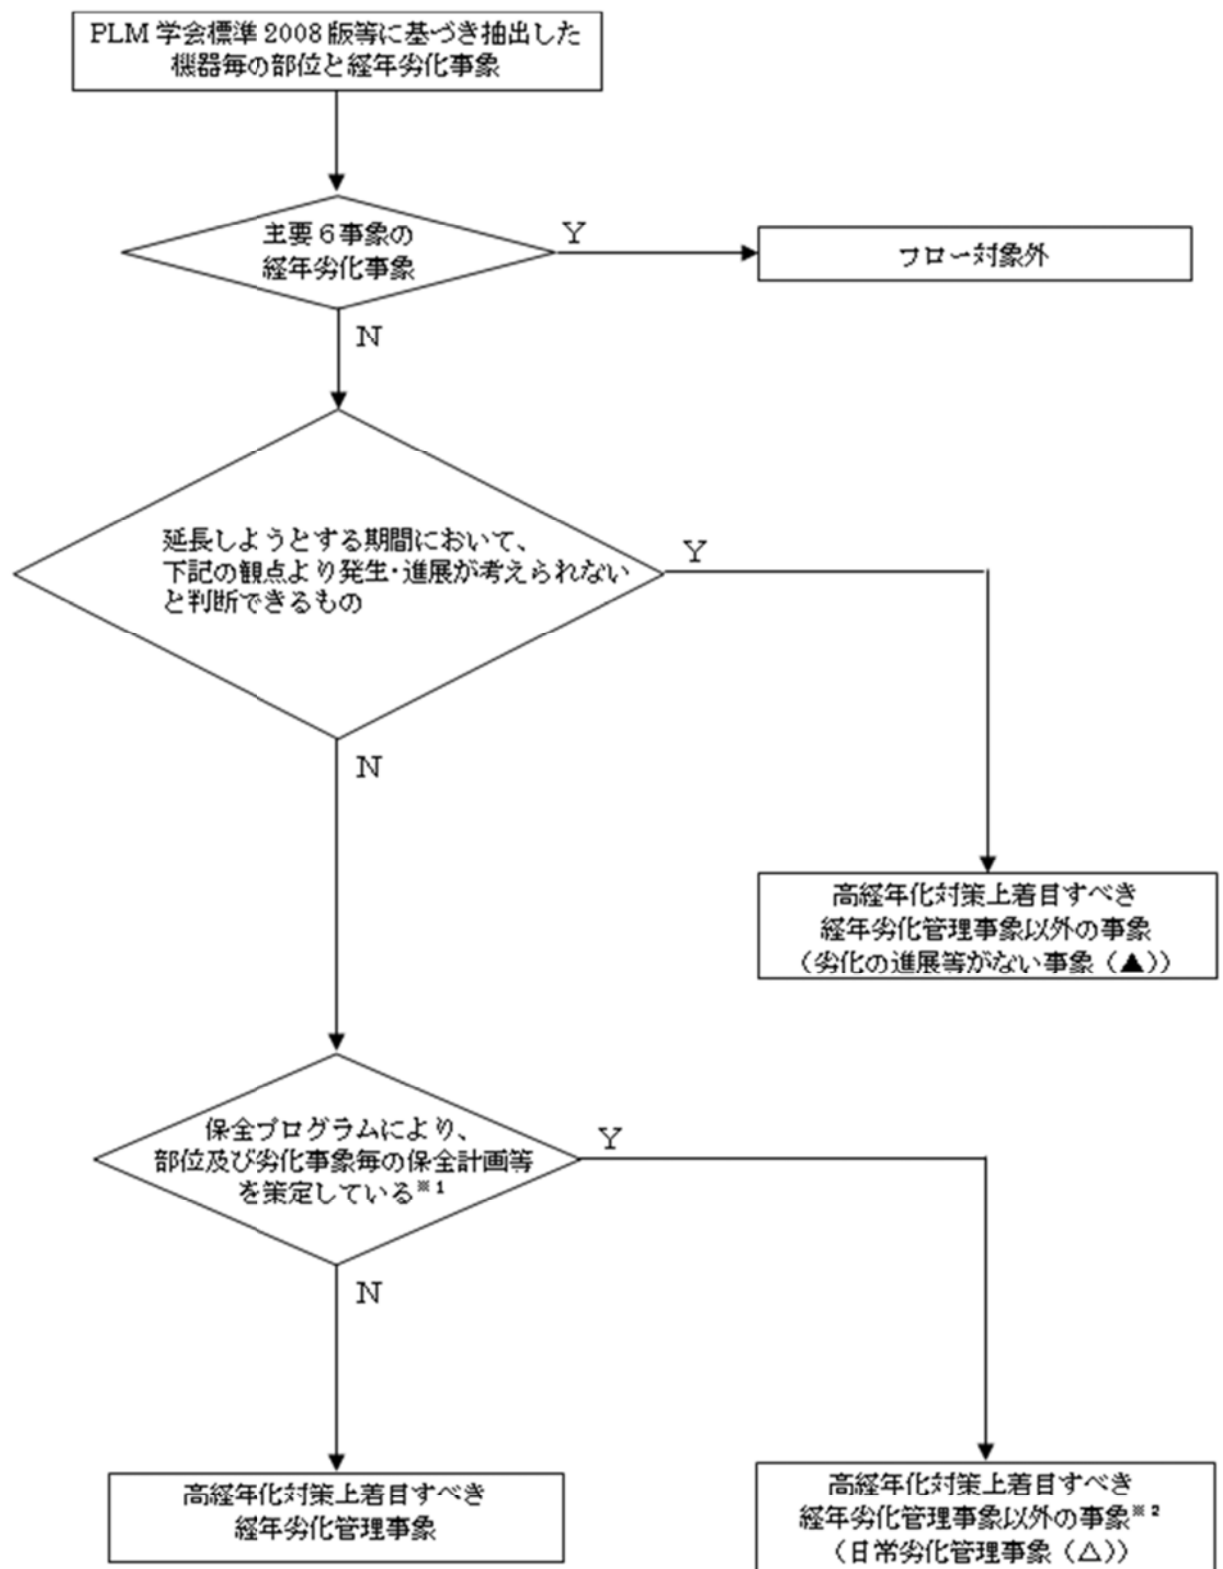 PLM 学会標準 2008 版等に基づき抽出した
機器毎の部位と経年劣化事象
主要６事象の
経年劣化事象
Y
フロー対象外
N
延長しようとする期間において、
下記の観点より発生・進展が考えられない
と判断できるもの
Y
N
高経年化対策上着目すべき
経年劣化管理事象以外の事象
（劣化の進展等がない事象（▲））
保全プログラムにより、
部位及び劣化事象毎の保全計画等
を策定している※1
Y
N
高経年化対策上着目すべき
経年劣化管理事象
高経年化対策上着目すべき
経年劣化管理事象以外の事象※2
（日常劣化管理事象（△））